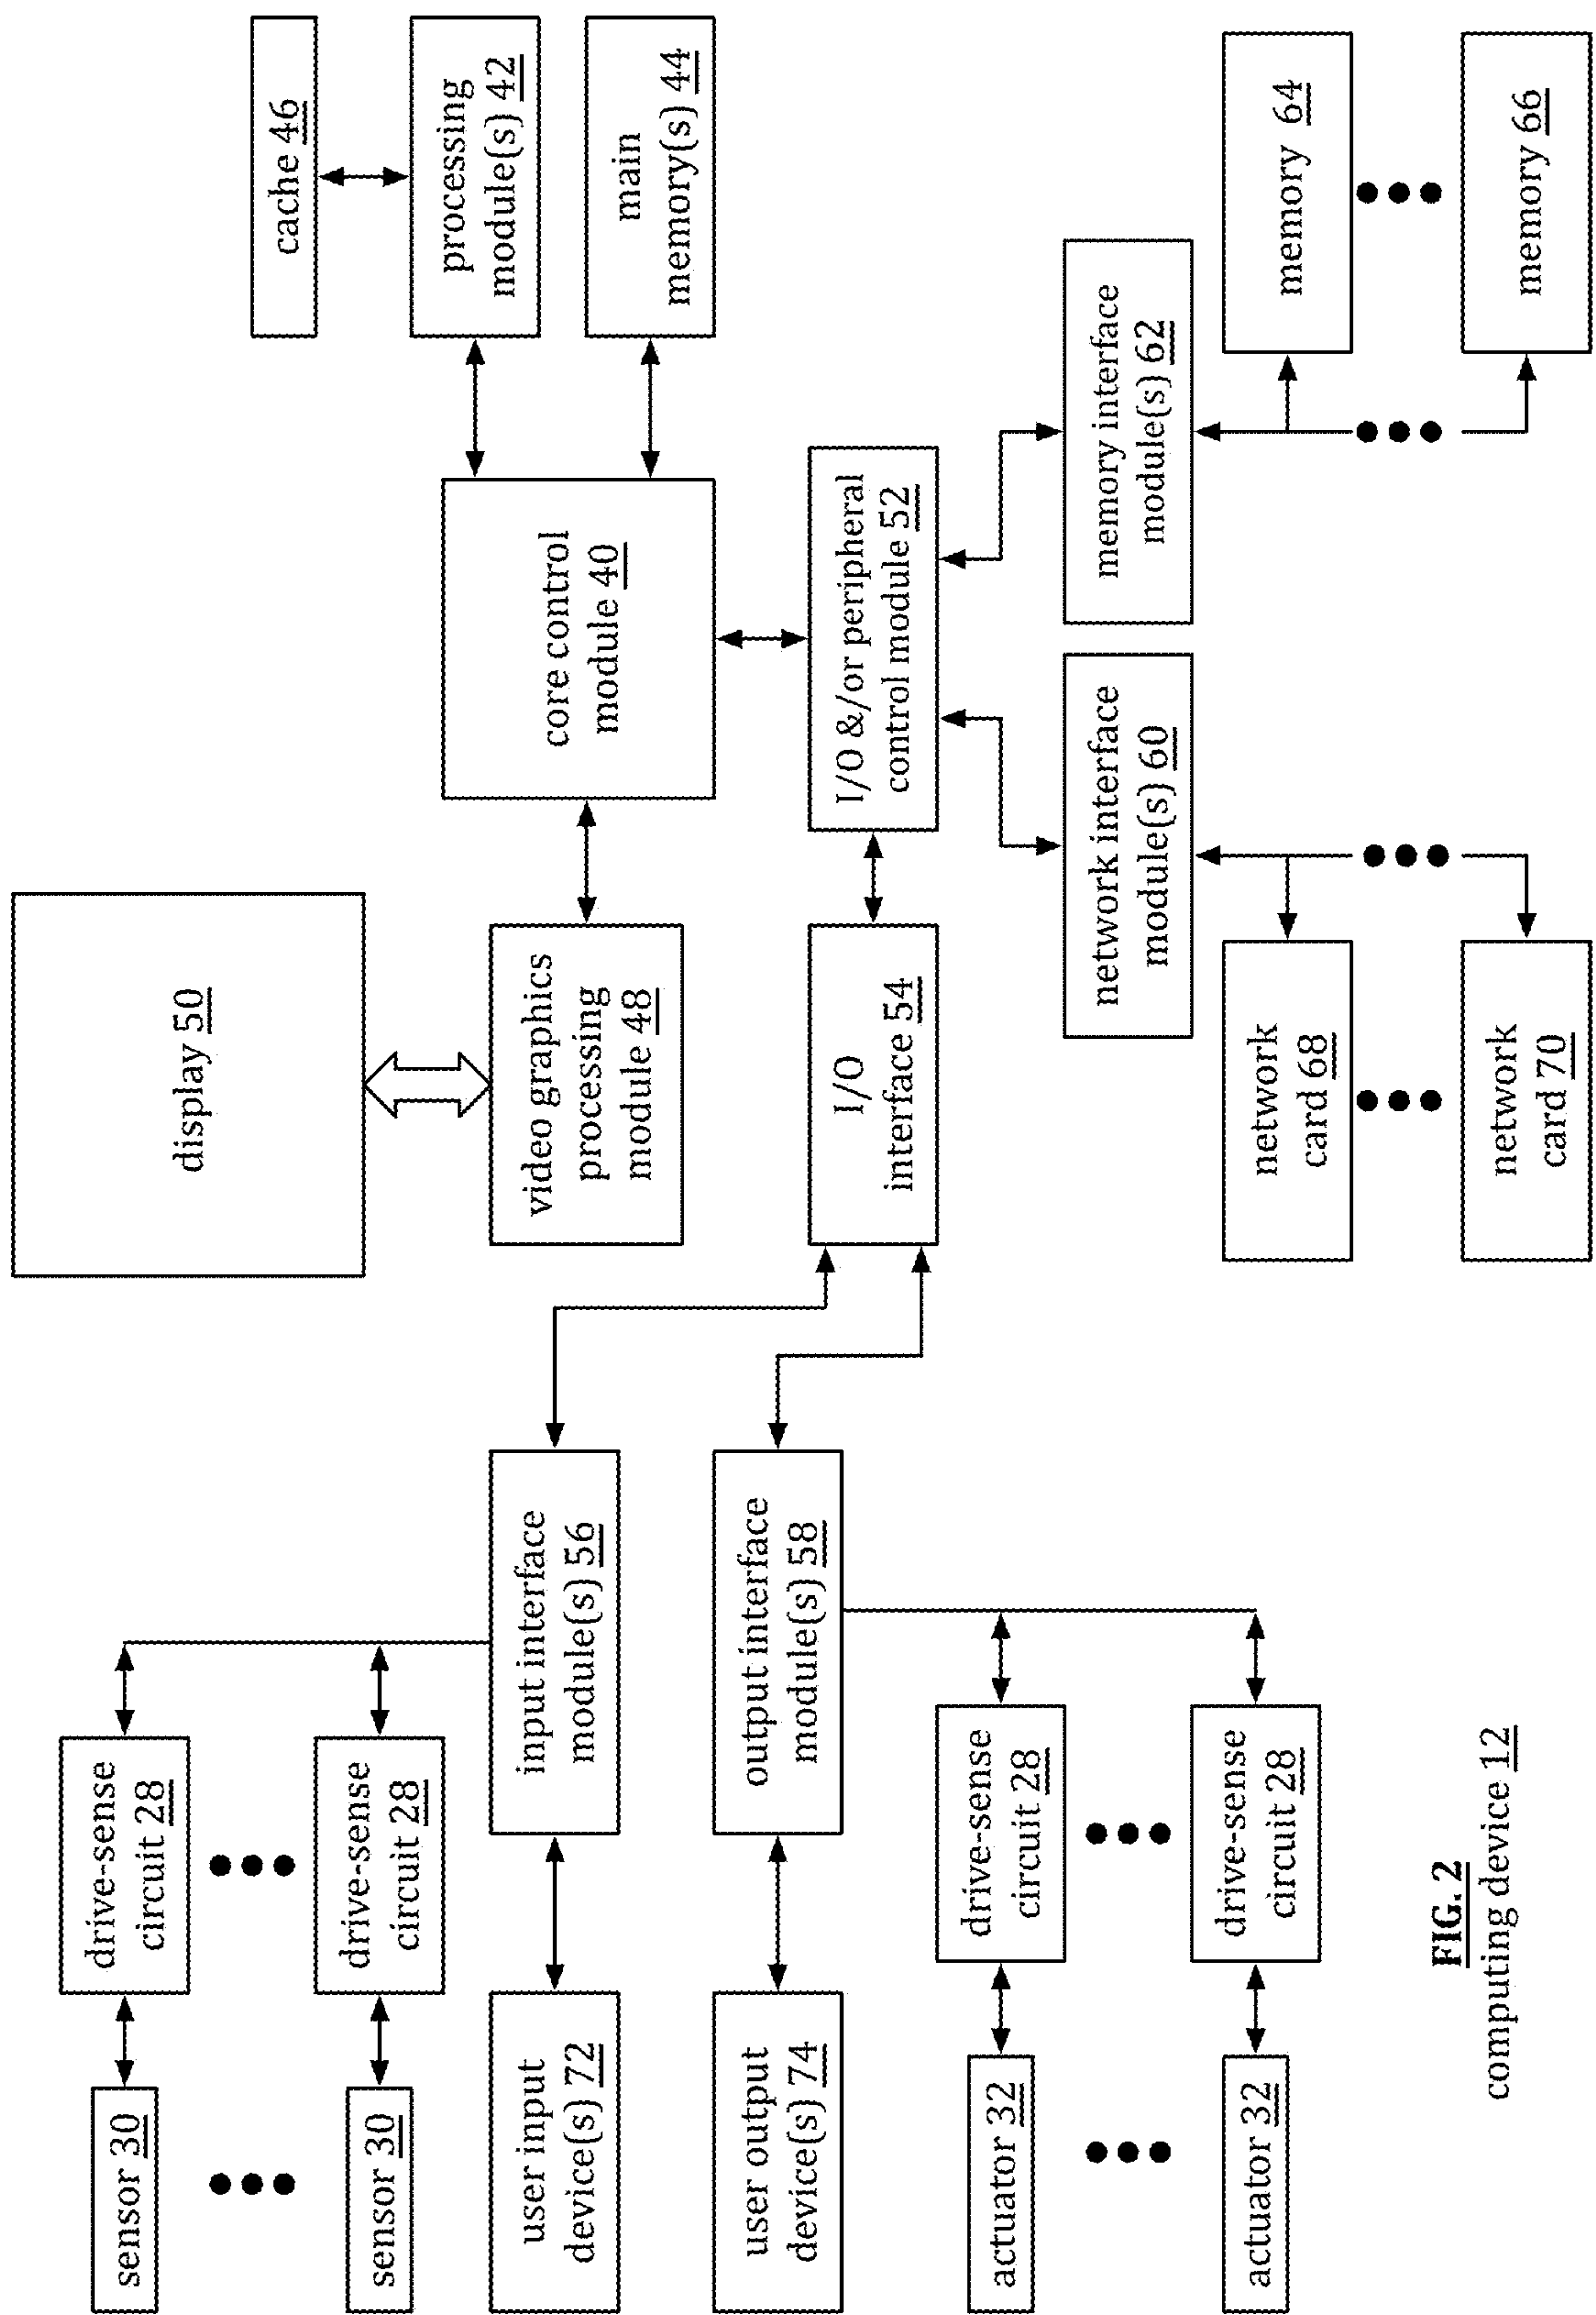 display 50
cache 46
processing
module(s) 42
main
memory(s) 44
core control
module 40
video graphics
processing
module 48
sensor 30
drive-sense
circuit 28
sensor 30
drive-sense
circuit 28
user input
device(s) 72
input interface
module(s) 56
user output
device(s) 74
output interface
module(s) 58
I/O
interface 54
I/O &/or peripheral
control module 52
actuator 32
drive-sense
circuit 28
actuator 32
drive-sense
circuit 28
network interface
module(s) 60
memory interface
module(s) 62
network
card 68
memory 64
network
card 70
memory 66
FIG. 2
computing device 12